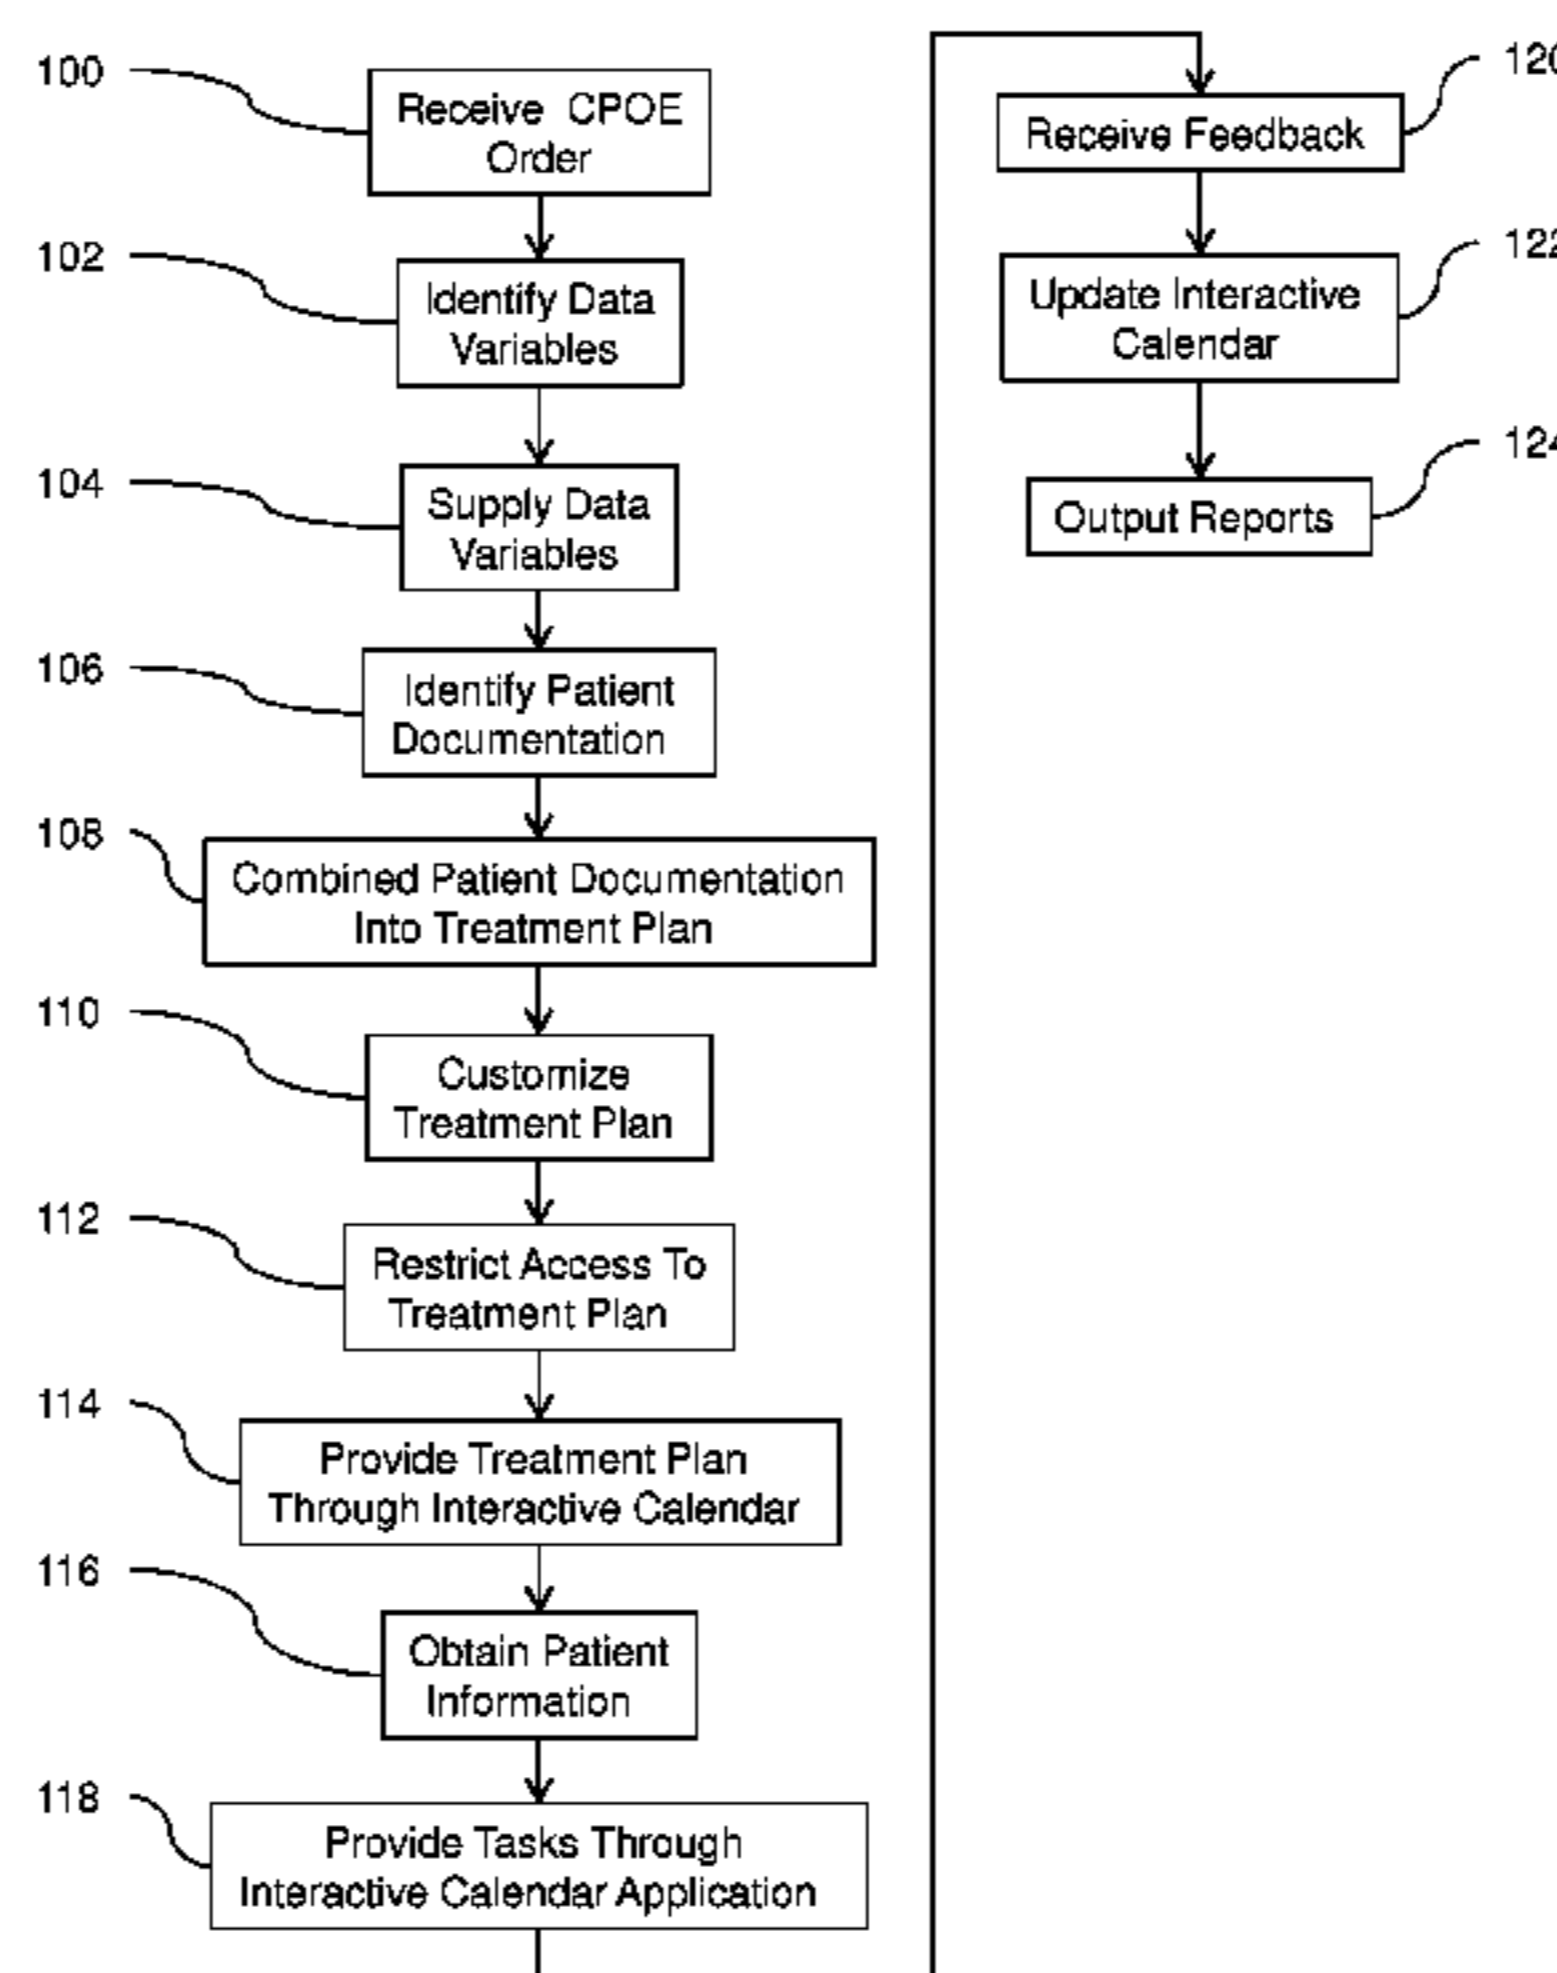 100
Receive CPOE
Order
102
Identify Data
Variables
104
Supply Data
Variables
106
Identify Patient
Documentation
108
Combined Patient Documentation
Into Treatment Plan
110
Customize
Treatment Plan
112
Restrict Access To
Treatment Plan
114
Provide Treatment Plan
Through Interactive Calendar
116
Obtain Patient
Information
118
Provide Tasks Through
Interactive Calendar Application
120
Receive Feedback
122
Update Interactive
Calendar
124
Output Reports